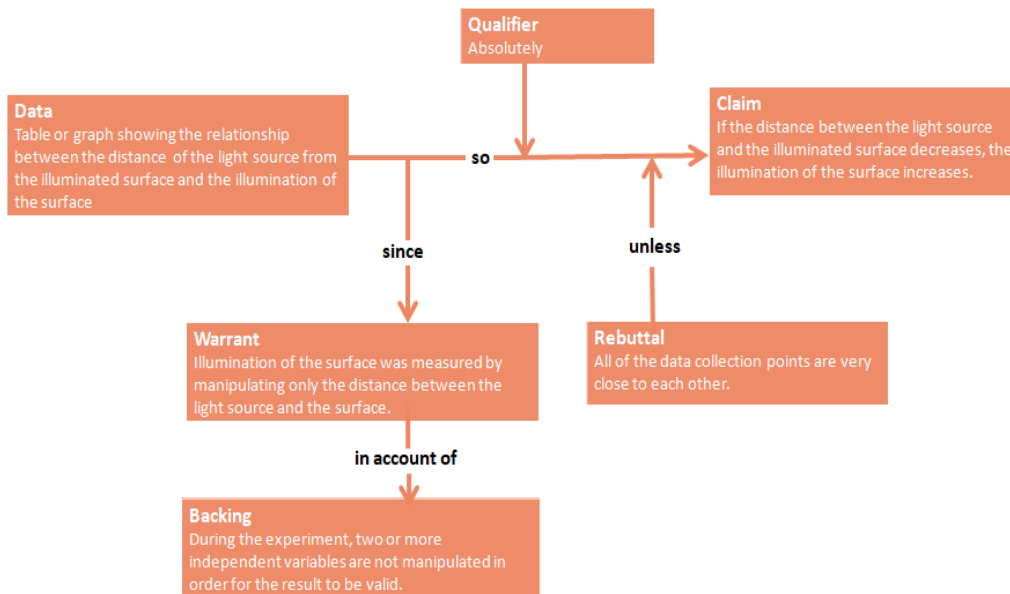 Qualifier
Absolutely
Data
Table or graph showing the relationship
between the distance of the light source from
the illuminated surface and the illumination of
the surface
so
Claim
If the distance between the light source
and the illuminated surface decreases, the
illumination of the surface increases.
since
unless
Warrant
Illumination of the surface was measured by
manipulating only the distance between the
light source and the surface.
Rebuttal
All of the data collection points are very
close to each other.
in account of
Backing
During the experiment, two or more
independent variables are not manipulated in
order for the result to be valid.